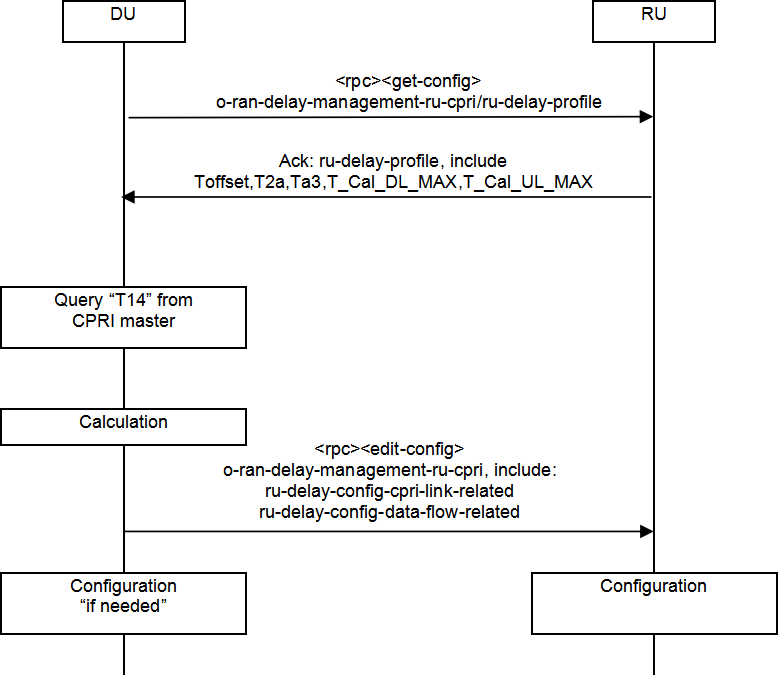 DU
RU
<rpc><get-config>
o-ran-delay-management-ru-cpri/ru-delay-profile
Ack: ru-delay-profile, include
Toffset,T2a,Ta3,T_Cal_DL_MAX,T_Cal_UL_MAX
Query “T14” from
CPRI master
Calculation
<rpc><edit-config>
o-ran-delay-management-ru-cpri, include:
ru-delay-config-cpri-link-related
ru-delay-config-data-flow-related
Configuration
“if needed”
Configuration